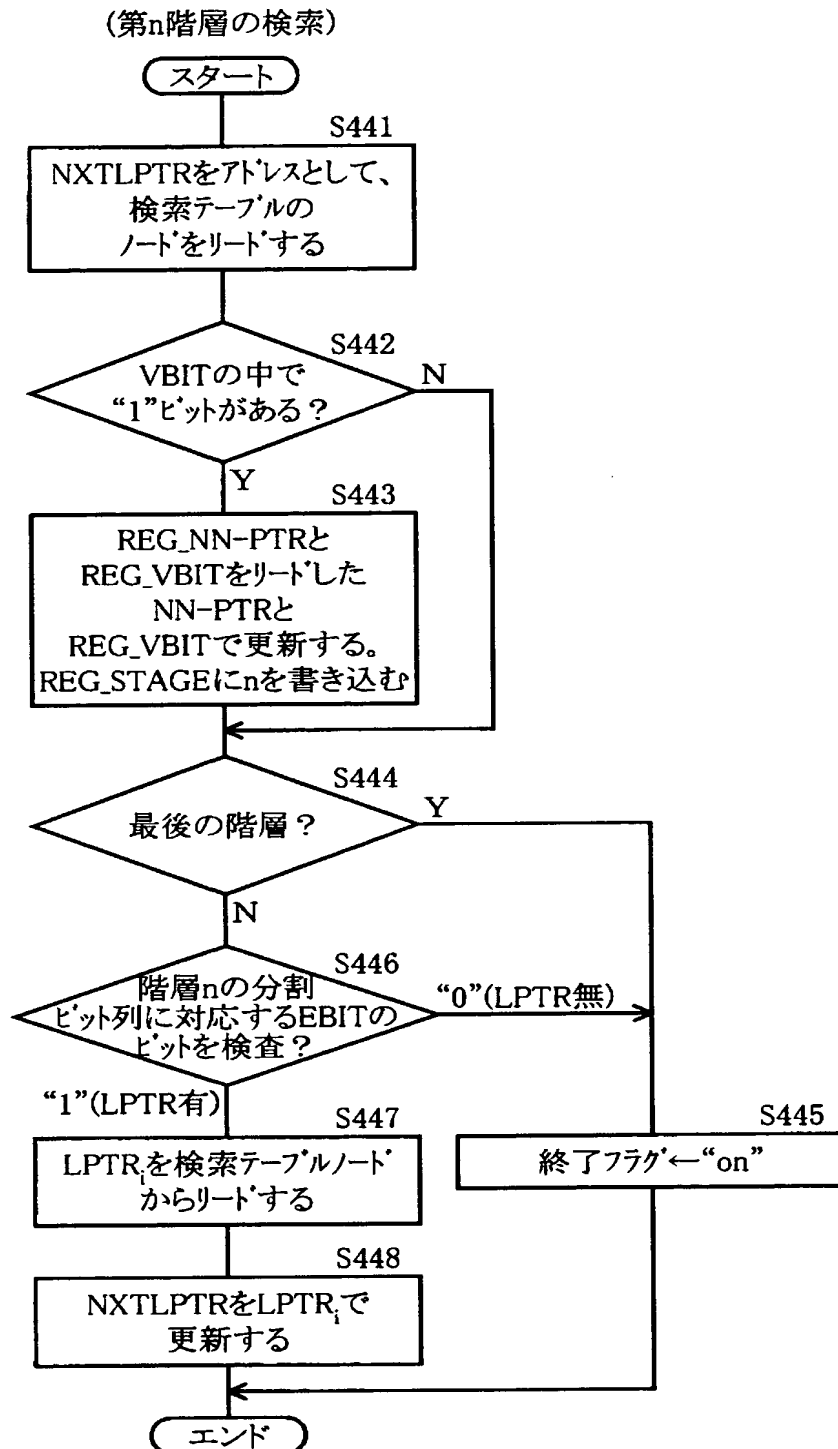 (第n階層の検索)
スタート
S441
NXTLPTRをアドレスとして、
検索テーブルの
ノードをリードする
S442
VBITの中で
“1”ビットがある？
N
Y
S443
REG_NN-PTRと
REG_VBITをリードした
NN-PTRと
REG_VBITで更新する。
REG_STAGEにnを書き込む
S444
最後の階層？
Y
N
S446
階層nの分割
ビット列に対応するEBITの
ビットを検査？
“0”(LPTR無)
“1”(LPTR有)
S447
LPTRiを検索テーブルノード
からリードする
S445
終了フラグ←“on”
S448
NXTLPTRをLPTRiで
更新する
エンド